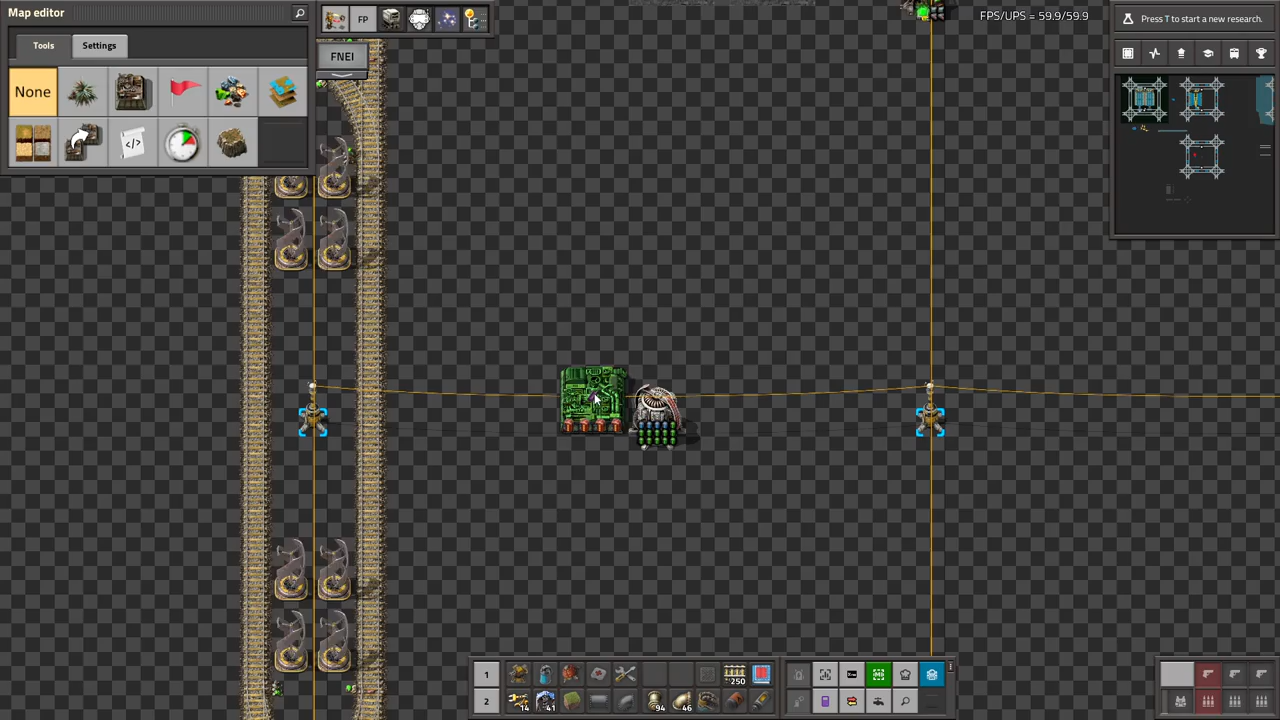 Map editor
FP
FPS/UPS = 59.9/59.9
Press T to start a new research.
Tools
Settings
FNEI
None
</>
1
250
2
14
41
94
46